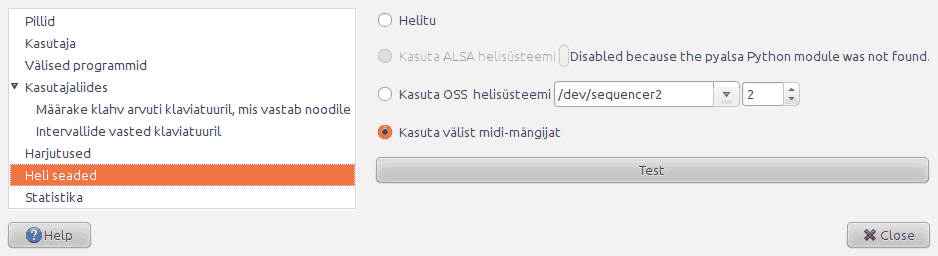 Pillid
Kasutaja
Välised programmid
Kasutajaliides
Määrake klahv arvuti klaviatuuril, mis vastab noodile
Intervallide vasted klaviatuuril
Harjutused
Heli seaded
Statistika
Helitu
Kasuta ALSA helisüsteemi Disabled because the pyalsa Python module was not found.
Kasuta OSS helisüsteemi /dev/sequencer2 2
Kasuta välist midi-mängijat
Test
Help Close